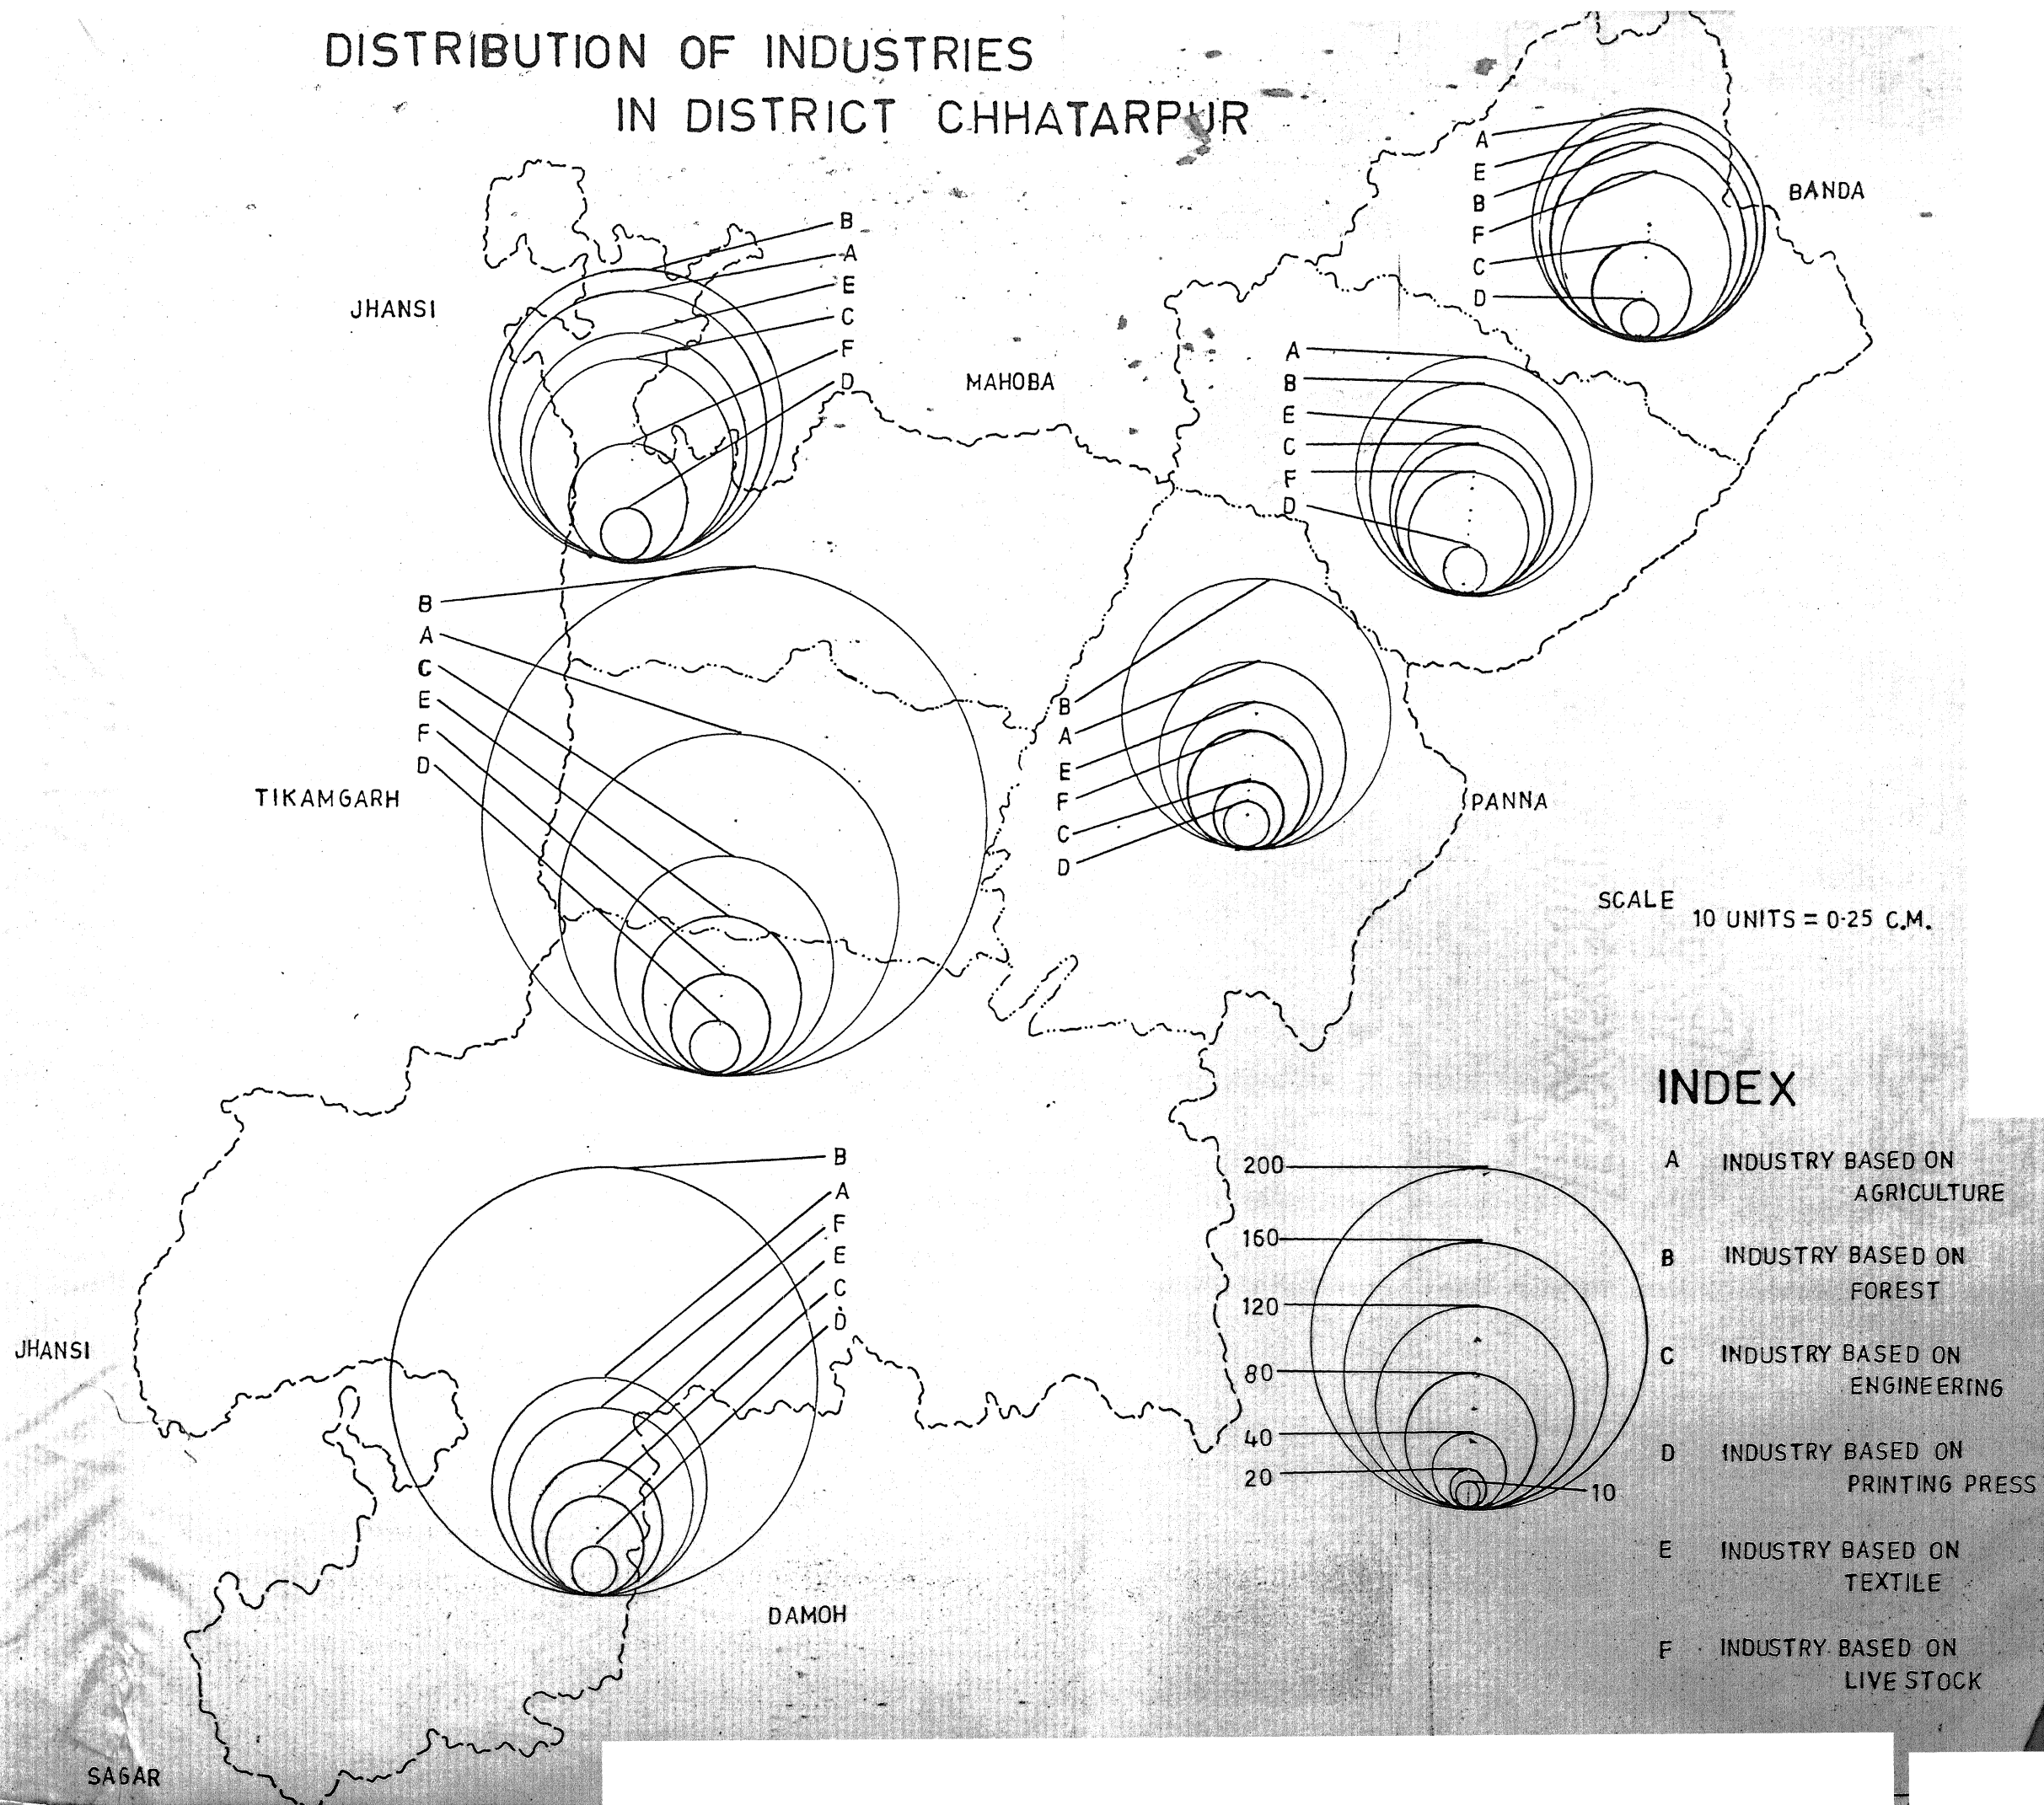 DISTRIBUTION OF INDUSTRIES
IN DISTRICT CHHATARPUR
A
E
B
F
C
D
BANDA
B
A
E
C
F
D
JHANSI
MAHOBA
A
B
E
C
F
D
B
A
C
E
F
D
TIKAMGARH
B
A
E
F
C
D
PANNA
SCALE
10 UNITS = 0.25 C.M.
B
A
F
E
C
D
JHANSI
DAMOH
SAGAR
200
160
120
80
40
20
10
INDEX
A INDUSTRY BASED ON
AGRICULTURE
B INDUSTRY BASED ON
FOREST
C INDUSTRY BASED ON
ENGINEERING
D INDUSTRY BASED ON
PRINTING PRESS
E INDUSTRY BASED ON
TEXTILE
F INDUSTRY BASED ON
LIVE STOCK